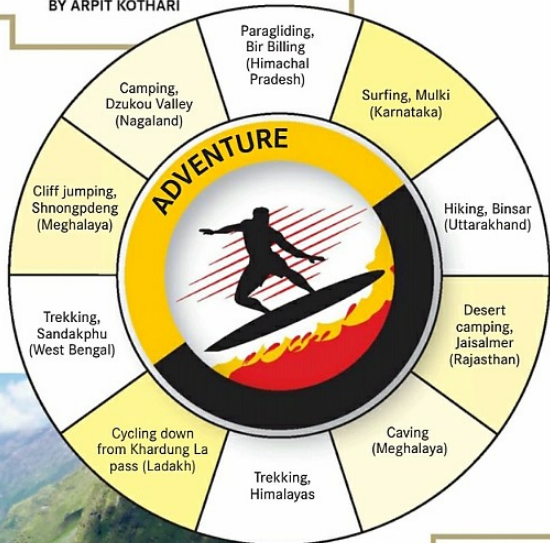 BY ARPIT KOTHARI
Paragliding,
Bir Billing
(Himachal
Pradesh)
Surfing, Mulki
(Karnataka)
Hiking, Binsar
(Uttarakhand)
Desert
camping,
Jaisalmer
(Rajasthan)
Caving
(Meghalaya)
Trekking,
Himalayas
Cycling down
from Khardung La
pass (Ladakh)
Trekking,
Sandakphu
(West Bengal)
Cliff jumping,
Shnongpdeng
(Meghalaya)
Camping,
Dzukou Valley
(Nagaland)
ADVENTURE